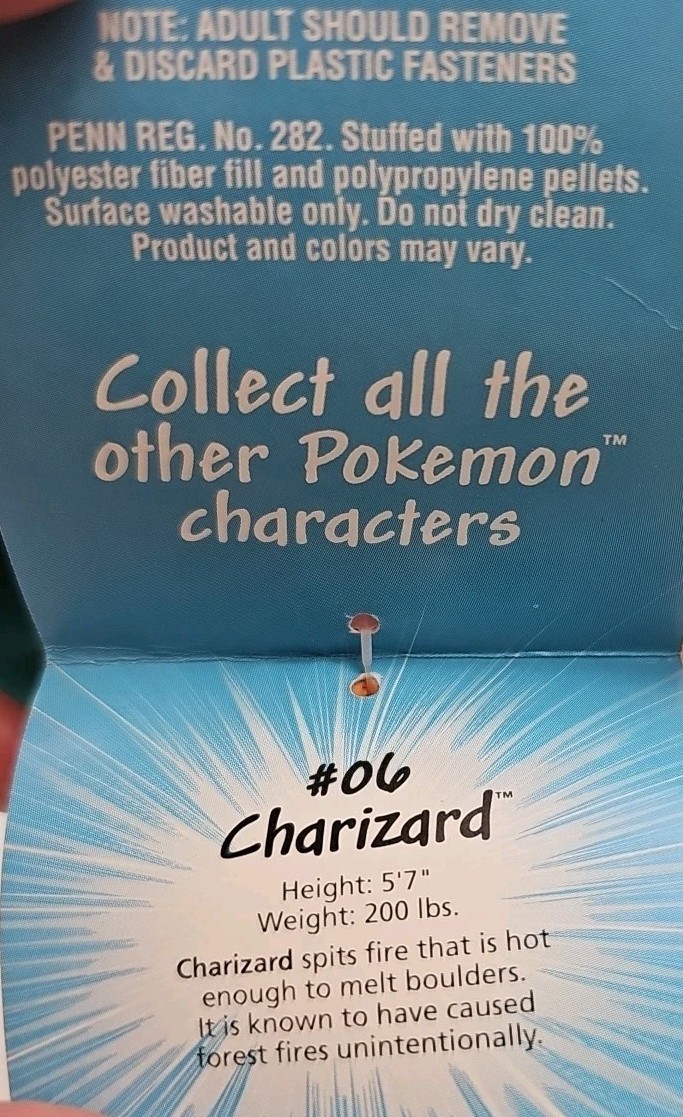 NOTE: ADULT SHOULD REMOVE
& DISCARD PLASTIC FASTENERS
PENN REG. No. 282. Stuffed with 100%
polyester fiber fill and polypropylene pellets.
Surface washable only. Do not dry clean.
Product and colors may vary.
Collect all the
other Pokemon™
characters
#06
Charizard™
Height: 5'7"
Weight: 200 lbs.
Charizard spits fire that is hot
enough to melt boulders.
It is known to have caused
forest fires unintentionally.